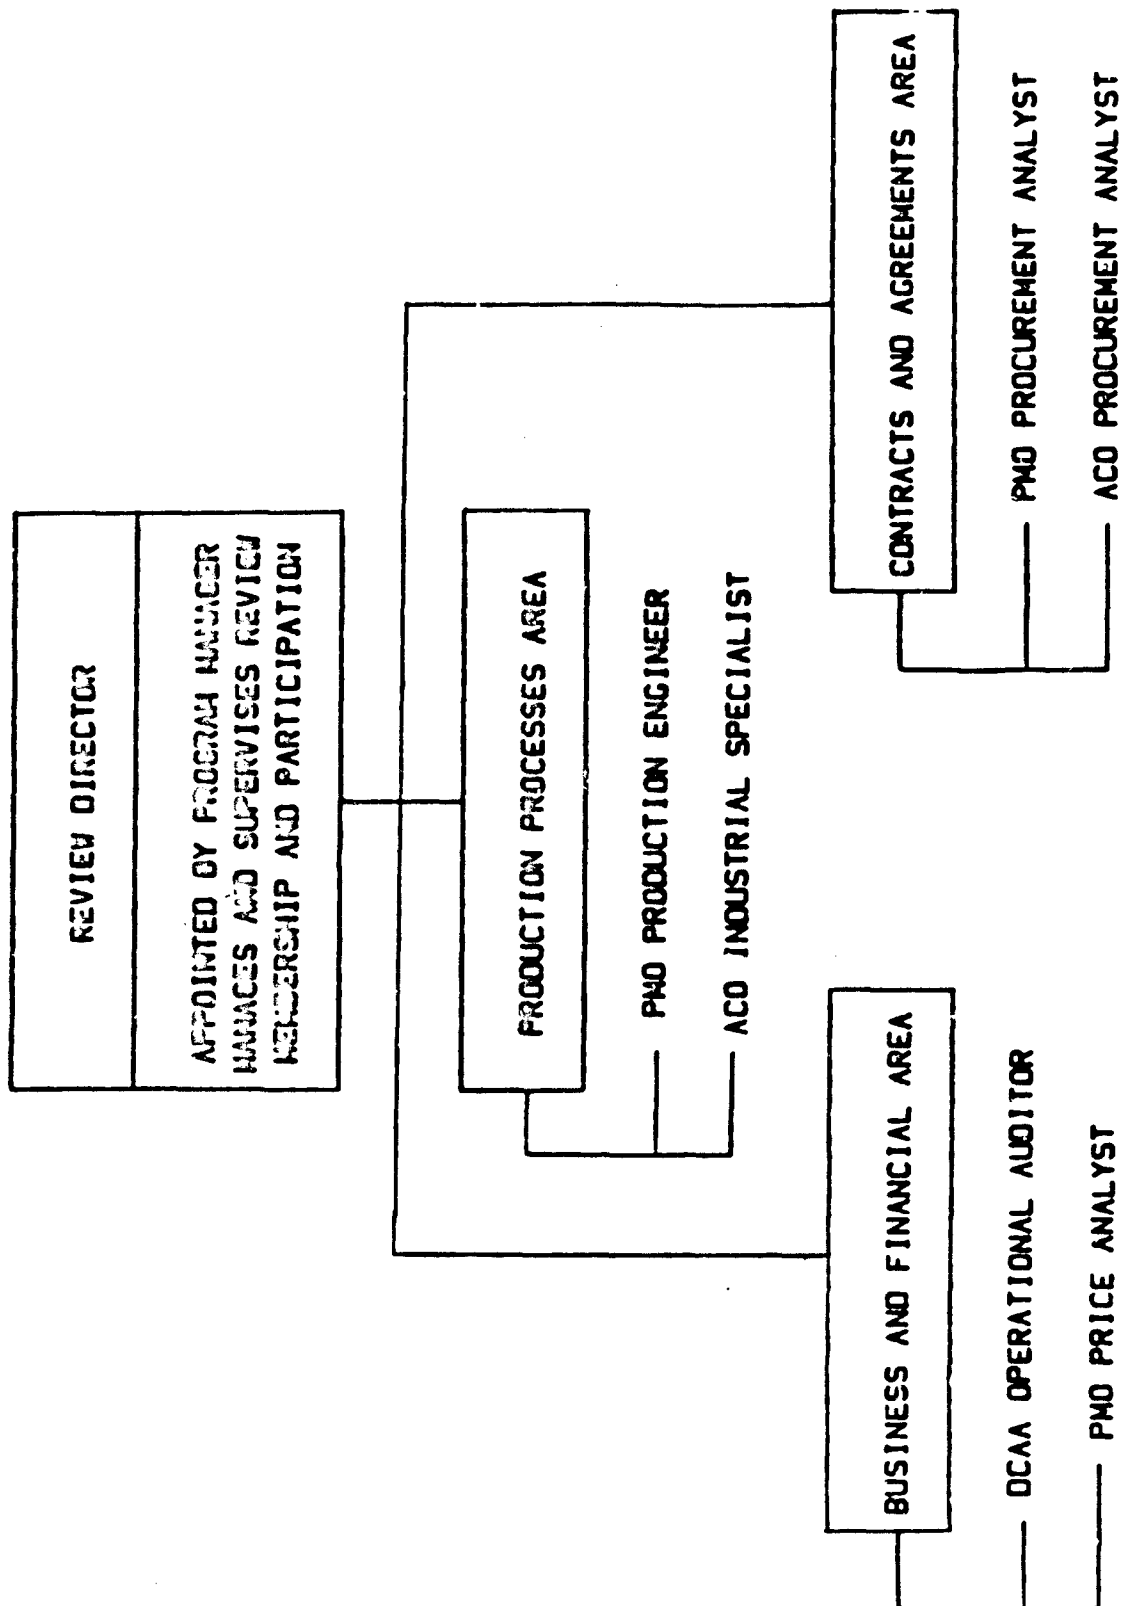 REVIEW DIRECTOR
APPOINTED BY PROGRAM MANAGER
MANAGES AND SUPERVISES REVIEW
MEMBERSHIP AND PARTICIPATION
PRODUCTION PROCESSES AREA
PMO PRODUCTION ENGINEER
ACO INDUSTRIAL SPECIALIST
BUSINESS AND FINANCIAL AREA
DCAA OPERATIONAL AUDITOR
PMO PRICE ANALYST
CONTRACTS AND AGREEMENTS AREA
PMO PROCUREMENT ANALYST
ACO PROCUREMENT ANALYST